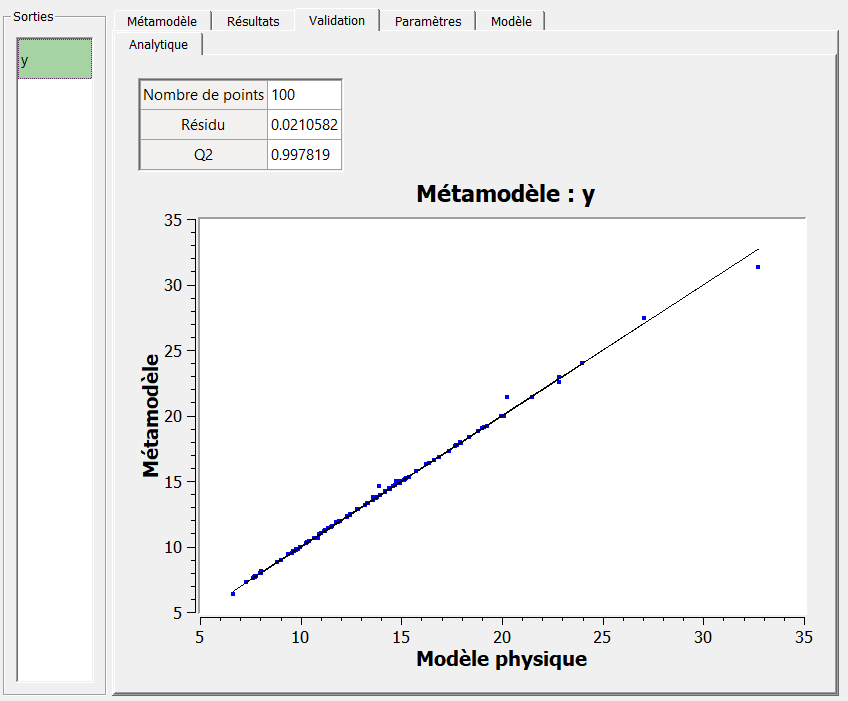 Sorties
y
Métamodèle Résultats Validation Paramètres Modèle
Analytique
Nombre de points 100
Résidu 0.0210582
Q2 0.997819
Métamodèle : y
35
30
25
20
15
10
5
Métamodèle
5 10 15 20 25 30 35
Modèle physique